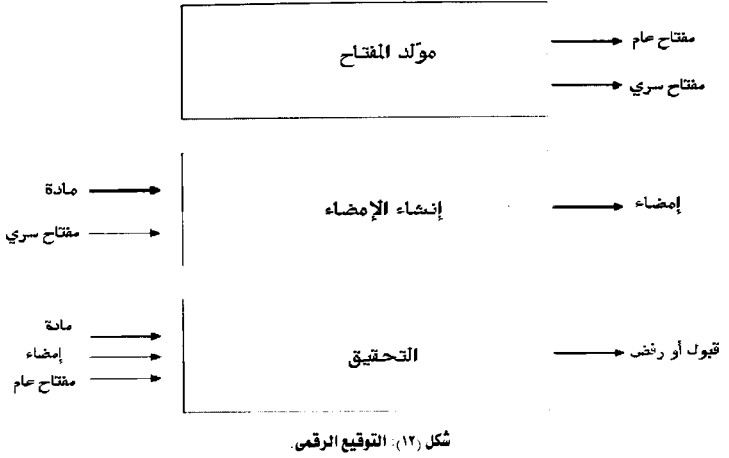 مولد المفتاح
مفتاح عام
مفتاح سري
مادة
مفتاح سري
إنشاء الإمضاء
إمضاء
مادة
إمضاء
مفتاح عام
التحقيق
قبول أو رفض
شكل (١٢): التوقيع الرقمي.